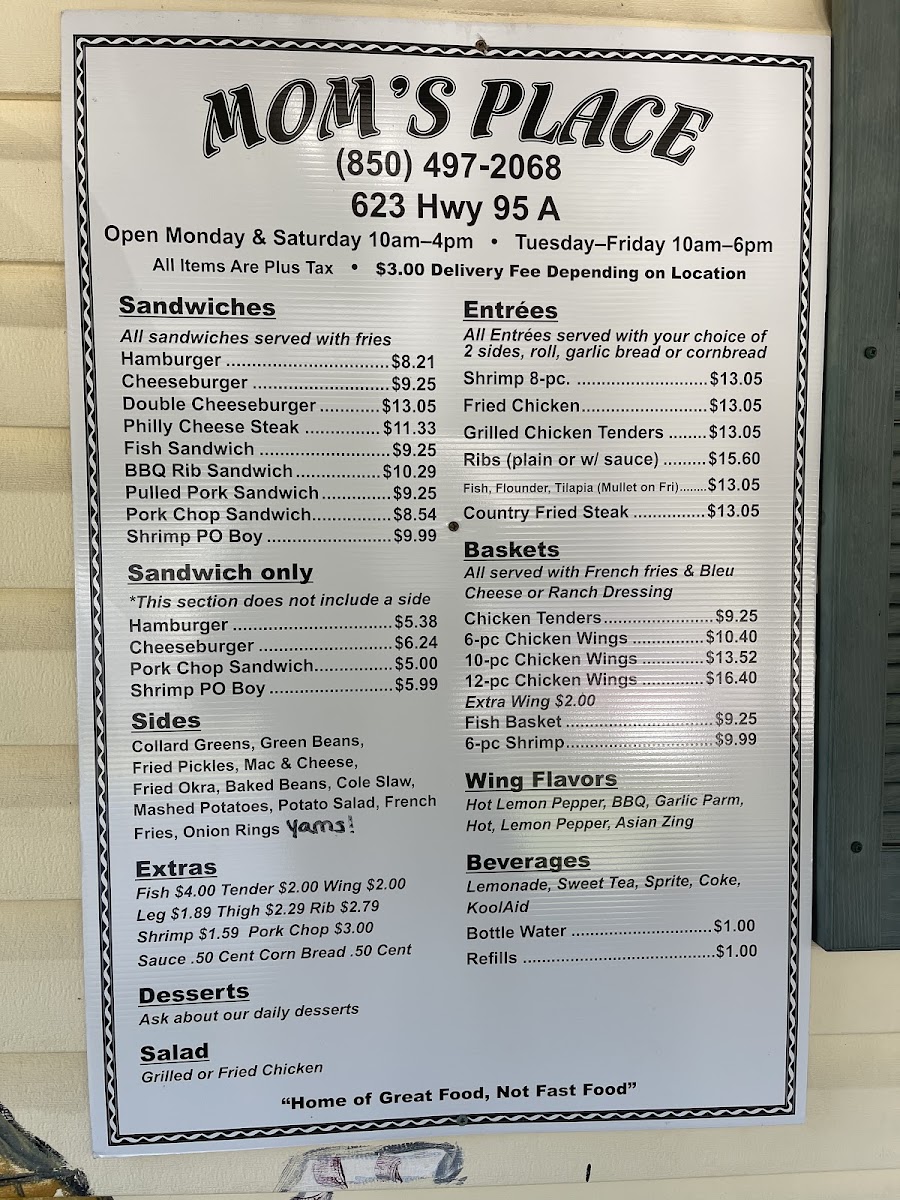 MOM'S PLACE
(850) 497-2068
623 Hwy 95 A
Open Monday & Saturday 10am–4pm • Tuesday–Friday 10am–6pm
All Items Are Plus Tax • $3.00 Delivery Fee Depending on Location
Sandwiches
All sandwiches served with fries
Hamburger ..............................$8.21
Cheeseburger .........................$9.25
Double Cheeseburger ...........$13.05
Philly Cheese Steak ..............$11.33
Fish Sandwich ........................$9.25
BBQ Rib Sandwich................$10.29
Pulled Pork Sandwich.............$9.25
Pork Chop Sandwich...............$8.54
Shrimp PO Boy .......................$9.99
Sandwich only
*This section does not include a side
Hamburger .............................$5.38
Cheeseburger .........................$6.24
Pork Chop Sandwich...............$5.00
Shrimp PO Boy .......................$5.99
Sides
Collard Greens, Green Beans,
Fried Pickles, Mac & Cheese,
Fried Okra, Baked Beans, Cole Slaw,
Mashed Potatoes, Potato Salad, French
Fries, Onion Rings Yams!
Extras
Fish $4.00 Tender $2.00 Wing $2.00
Leg $1.89 Thigh $2.29 Rib $2.79
Shrimp $1.59 Pork Chop $3.00
Sauce .50 Cent Corn Bread .50 Cent
Desserts
Ask about our daily desserts
Salad
Grilled or Fried Chicken
Entrées
All Entrées served with your choice of
2 sides, roll, garlic bread or cornbread
Shrimp 8-pc. .........................$13.05
Fried Chicken........................$13.05
Grilled Chicken Tenders .......$13.05
Ribs (plain or w/ sauce) ........$15.60
Fish, Flounder, Tilapia (Mullet on Fri).......$13.05
Country Fried Steak ..............$13.05
Baskets
All served with French fries & Bleu
Cheese or Ranch Dressing
Chicken Tenders.....................$9.25
6-pc Chicken Wings ..............$10.40
10-pc Chicken Wings ............$13.52
12-pc Chicken Wings ............$16.40
Extra Wing $2.00
Fish Basket ............................$9.25
6-pc Shrimp............................$9.99
Wing Flavors
Hot Lemon Pepper, BBQ, Garlic Parm,
Hot, Lemon Pepper, Asian Zing
Beverages
Lemonade, Sweet Tea, Sprite, Coke,
KoolAid
Bottle Water ...........................$1.00
Refills .....................................$1.00
“Home of Great Food, Not Fast Food”